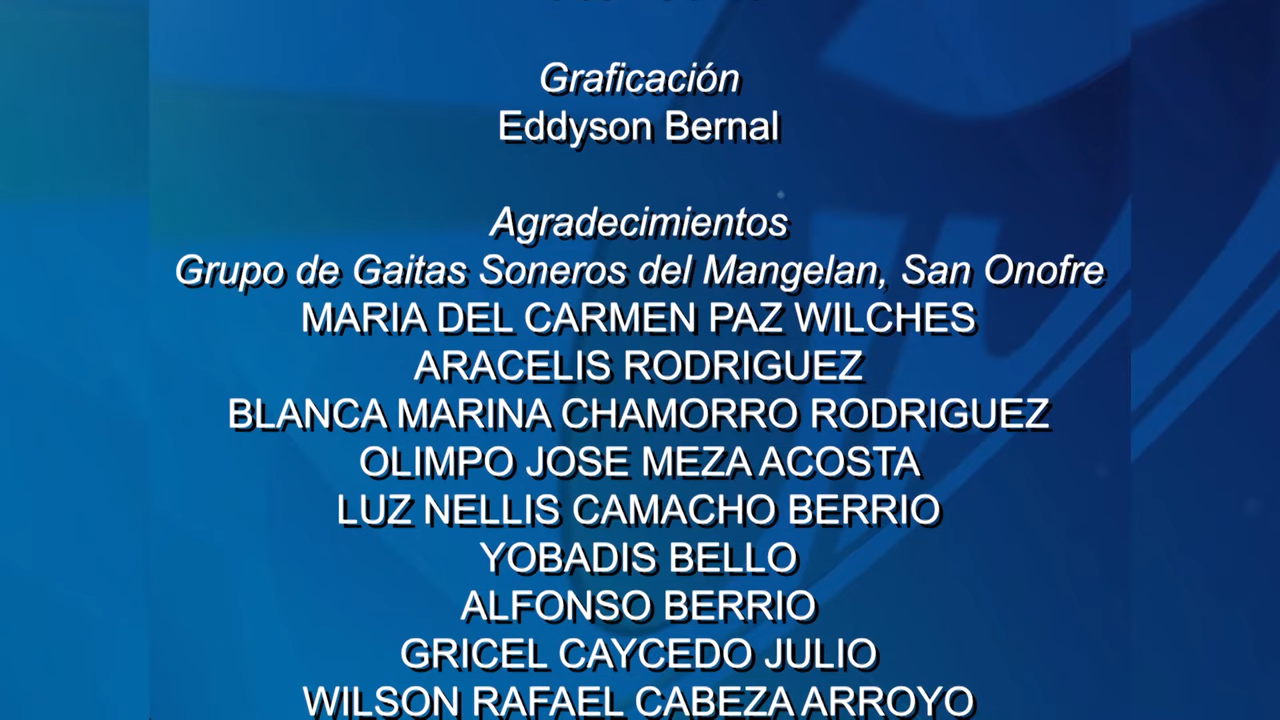 Graficación
Eddyson Bernal
Agradecimientos
Grupo de Gaitas Soneros del Mangelan, San Onofre
MARIA DEL CARMEN PAZ WILCHES
ARACELIS RODRIGUEZ
BLANCA MARINA CHAMORRO RODRIGUEZ
OLIMPO JOSE MEZA ACOSTA
LUZ NELLIS CAMACHO BERRIO
YOBADIS BELLO
ALFONSO BERRIO
GRICEL CAYCEDO JULIO
WILSON RAFAEL CABEZA ARROYO